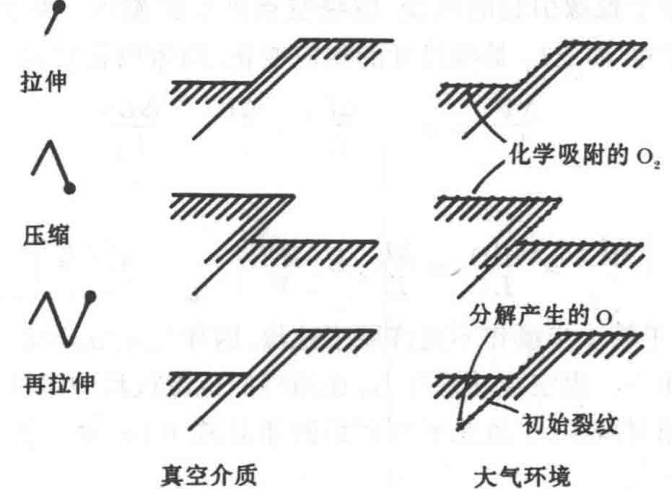 拉伸
化学吸附的 O₂
压缩
分解产生的 O
再拉伸
初始裂纹
真空介质
大气环境